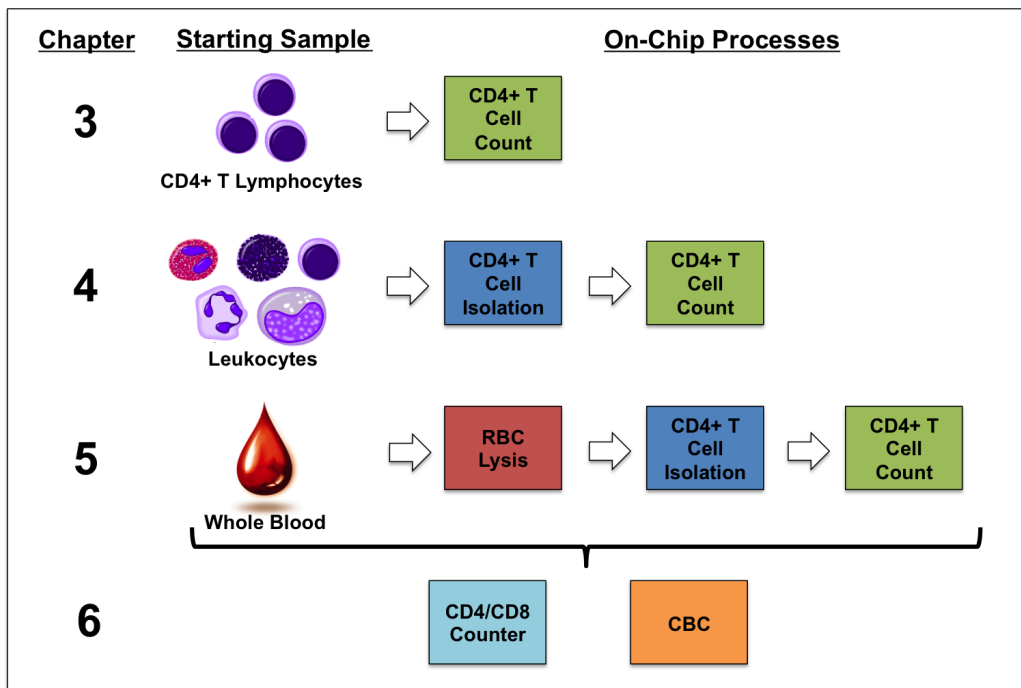 Chapter
Starting Sample
On-Chip Processes
3
CD4+ T Lymphocytes
CD4+ T
Cell
Count
4
Leukocytes
CD4+ T
Cell
Isolation
CD4+ T
Cell
Count
5
Whole Blood
RBC
Lysis
CD4+ T
Cell
Isolation
CD4+ T
Cell
Count
6
CD4/CD8
Counter
CBC